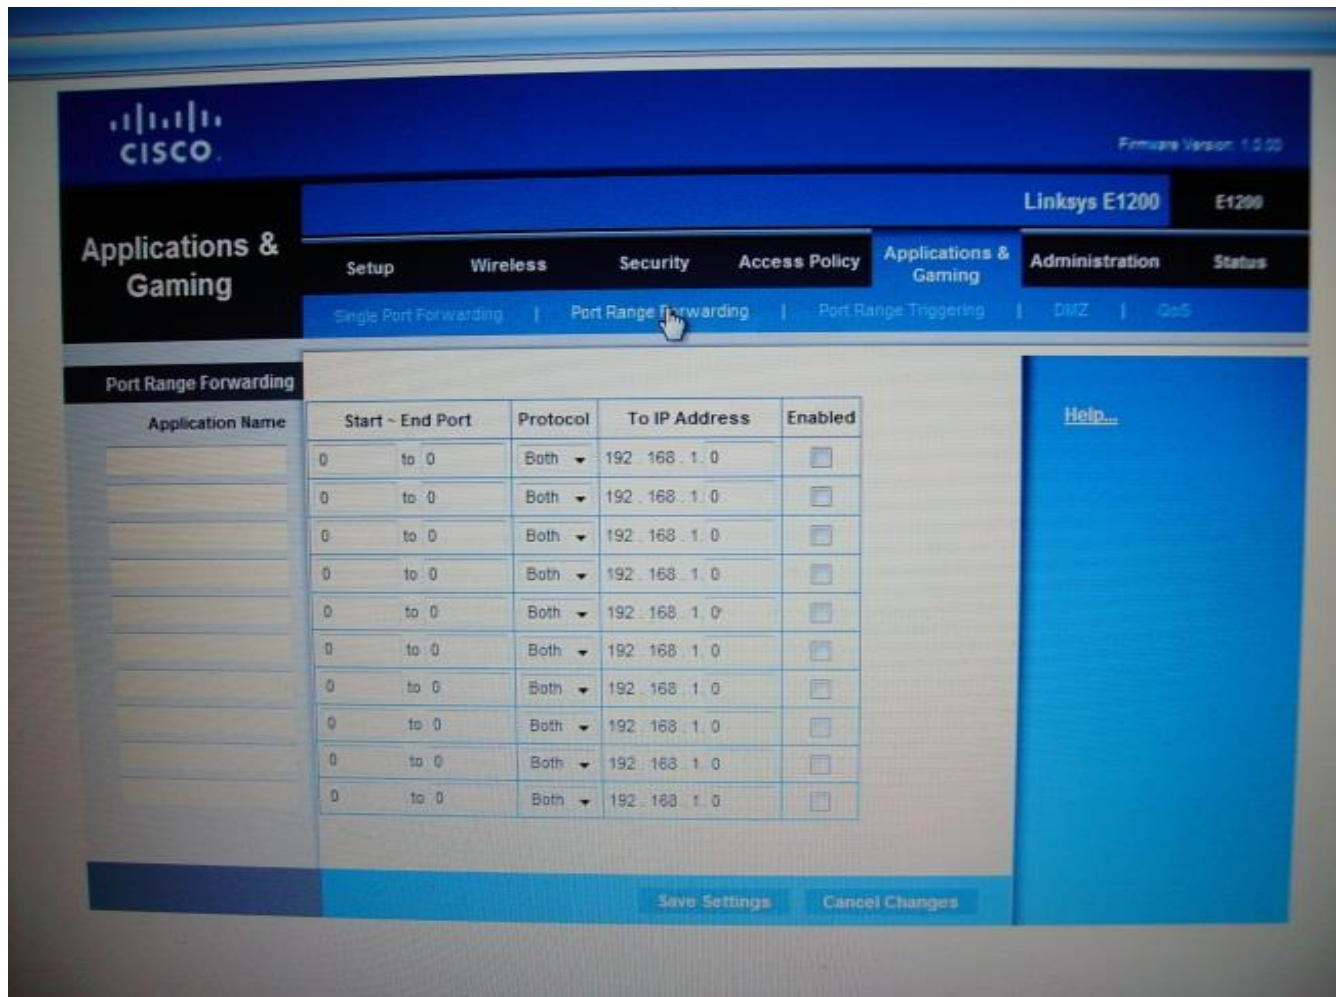 CISCO
Firmware Version: 1.0.00
Linksys E1200 E1200
Applications & Gaming
Setup Wireless Security Access Policy Applications & Gaming Administration Status
Single Port Forwarding | Port Range Forwarding | Port Range Triggering | DMZ | QoS
Port Range Forwarding
Help...
Application Name Start ~ End Port Protocol To IP Address Enabled
0 to 0 Both 192 . 168 . 1. 0
0 to 0 Both 192 . 168 . 1. 0
0 to 0 Both 192 . 168 . 1. 0
0 to 0 Both 192 . 168 . 1. 0
0 to 0 Both 192 . 168 . 1. 0
0 to 0 Both 192 . 168 . 1. 0
0 to 0 Both 192 . 168 . 1. 0
0 to 0 Both 192 . 168 . 1. 0
0 to 0 Both 192 . 168 . 1. 0
0 to 0 Both 192 . 168 . 1. 0
Save Settings Cancel Changes